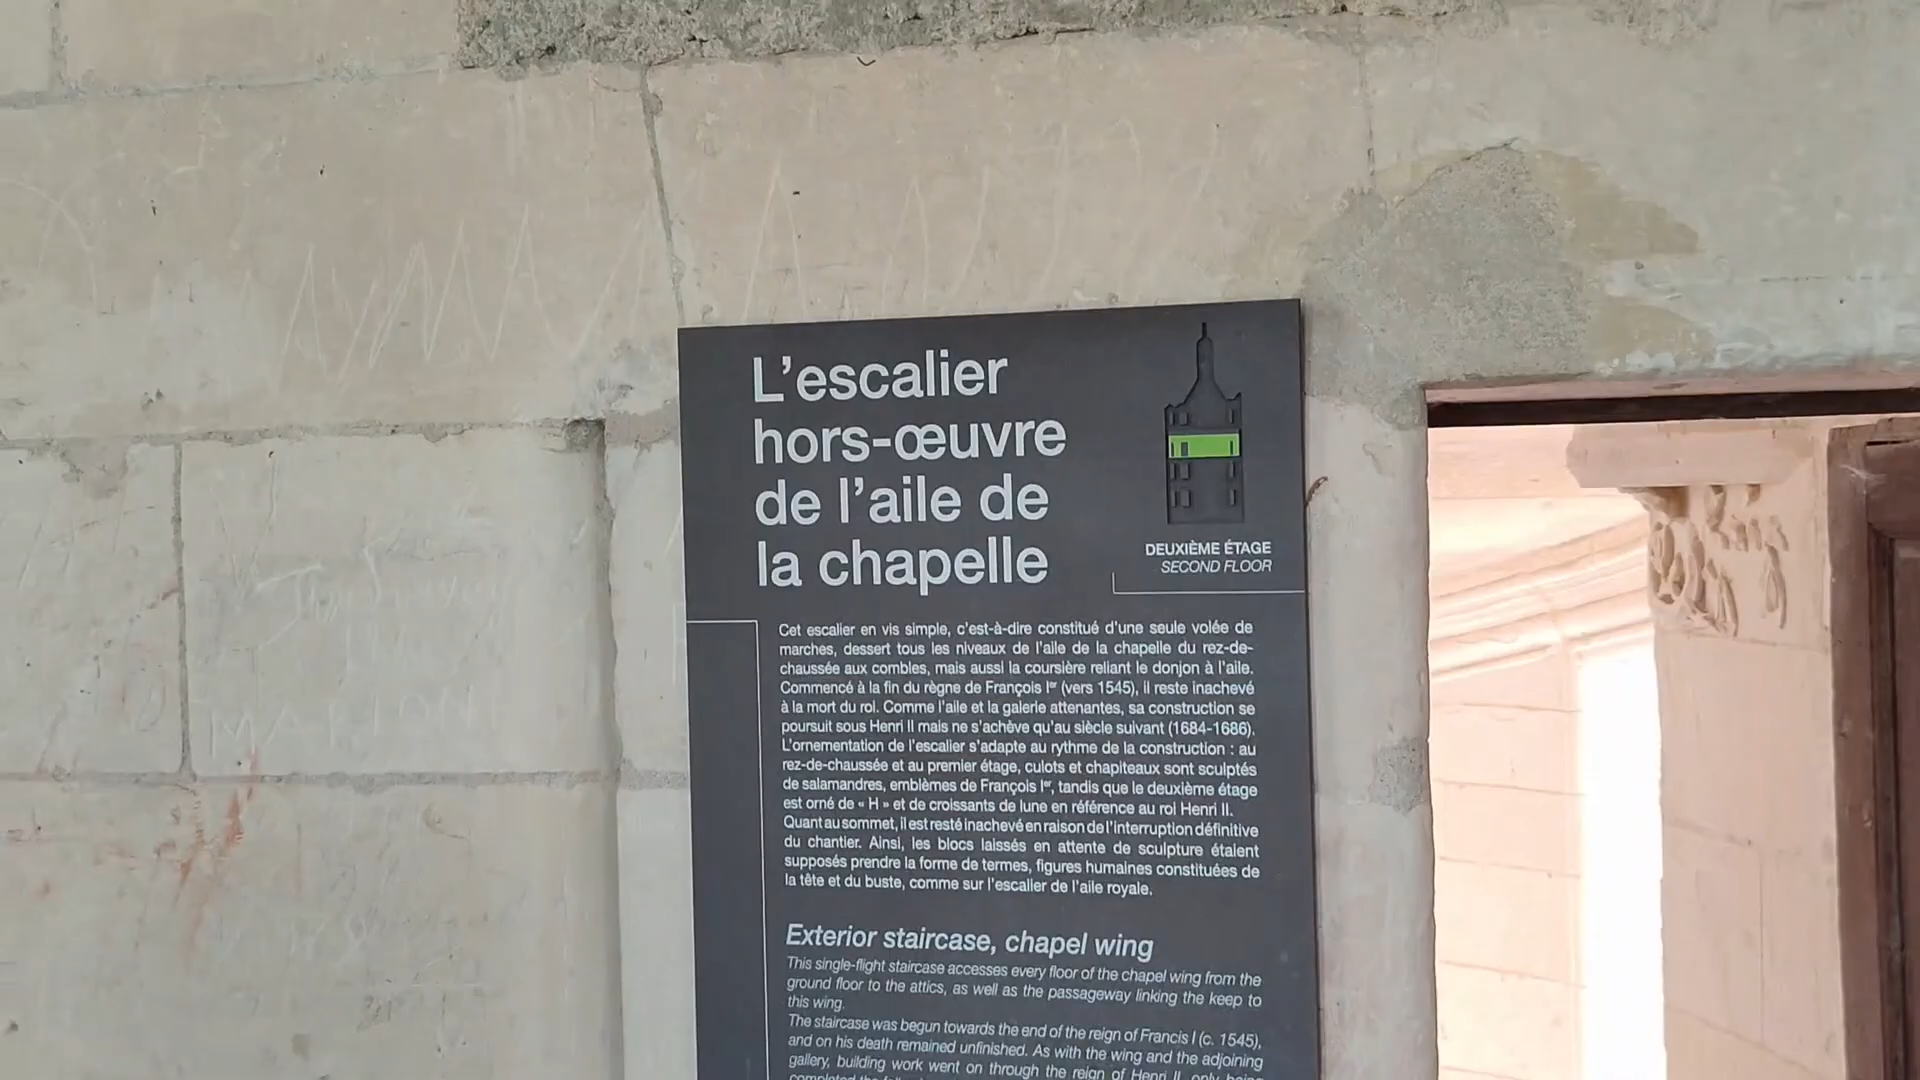 L'escalier
hors-œuvre
de l'aile de
la chapelle
DEUXIÈME ÉTAGE
SECOND FLOOR
Cet escalier en vis simple, c'est-à-dire constitué d'une seule volée de
marches, dessert tous les niveaux de l'aile de la chapelle du rez-de-
chaussée aux combles, mais aussi la coursière reliant le donjon à l'aile.
Commencé à la fin du règne de François Iᵉʳ (vers 1545), il reste inachevé
à la mort du roi. Comme l'aile et la galerie attenantes, sa construction se
poursuit sous Henri II mais ne s'achève qu'au siècle suivant (1684-1686).
L'ornementation de l'escalier s'adapte au rythme de la construction : au
rez-de-chaussée et au premier étage, culots et chapiteaux sont sculptés
de salamandres, emblèmes de François Iᵉʳ, tandis que le deuxième étage
est orné de « H » et de croissants de lune en référence au roi Henri II.
Quant au sommet, il est resté inachevé en raison de l'interruption définitive
du chantier. Ainsi, les blocs laissés en attente de sculpture étaient
supposés prendre la forme de termes, figures humaines constituées de
la tête et du buste, comme sur l'escalier de l'aile royale.
Exterior staircase, chapel wing
This single-flight staircase accesses every floor of the chapel wing from the
ground floor to the attics, as well as the passageway linking the keep to
this wing.
The staircase was begun towards the end of the reign of Francis I (c. 1545),
and on his death remained unfinished. As with the wing and the adjoining
gallery, building work went on through the reign of Henri II, only being
MARION